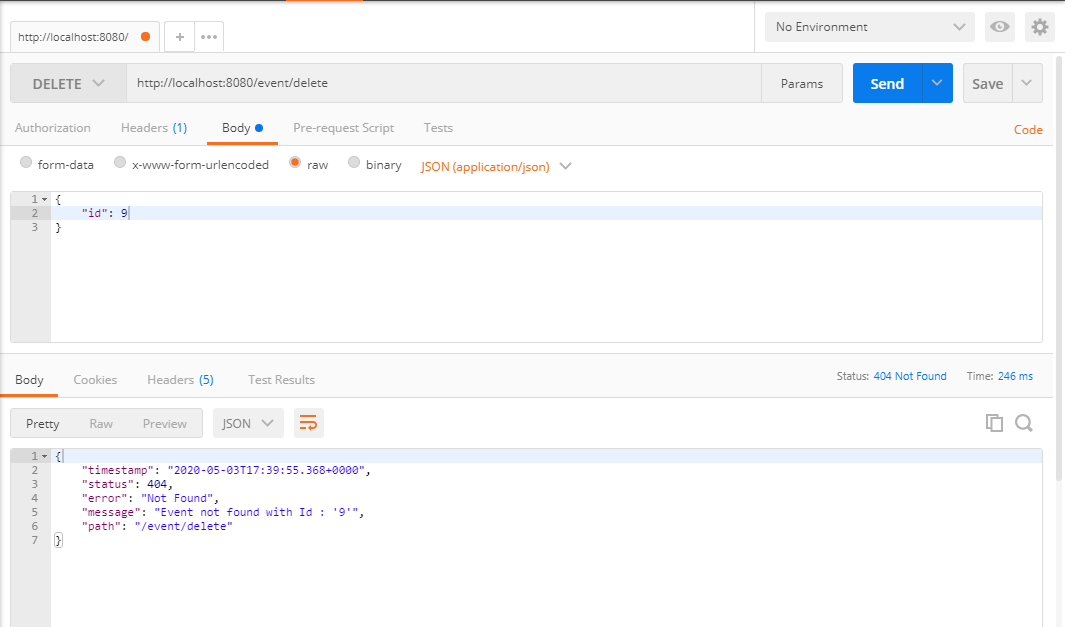 http://localhost:8080/ + ••• No Environment
DELETE http://localhost:8080/event/delete Params Send Save
Authorization Headers (1) Body Pre-request Script Tests Code
form-data x-www-form-urlencoded raw binary JSON (application/json)
1 {
2 "id": 9
3 }
Body Cookies Headers (5) Test Results Status: 404 Not Found Time: 246 ms
Pretty Raw Preview JSON
1 {
2 "timestamp": "2020-05-03T17:39:55.368+0000",
3 "status": 404,
4 "error": "Not Found",
5 "message": "Event not found with Id : '9'",
6 "path": "/event/delete"
7 }